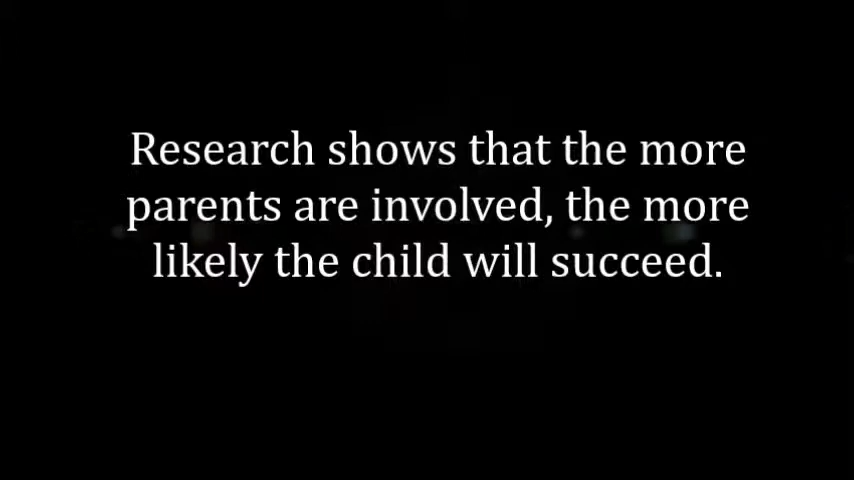 Research shows that the more
parents are involved, the more
likely the child will succeed.